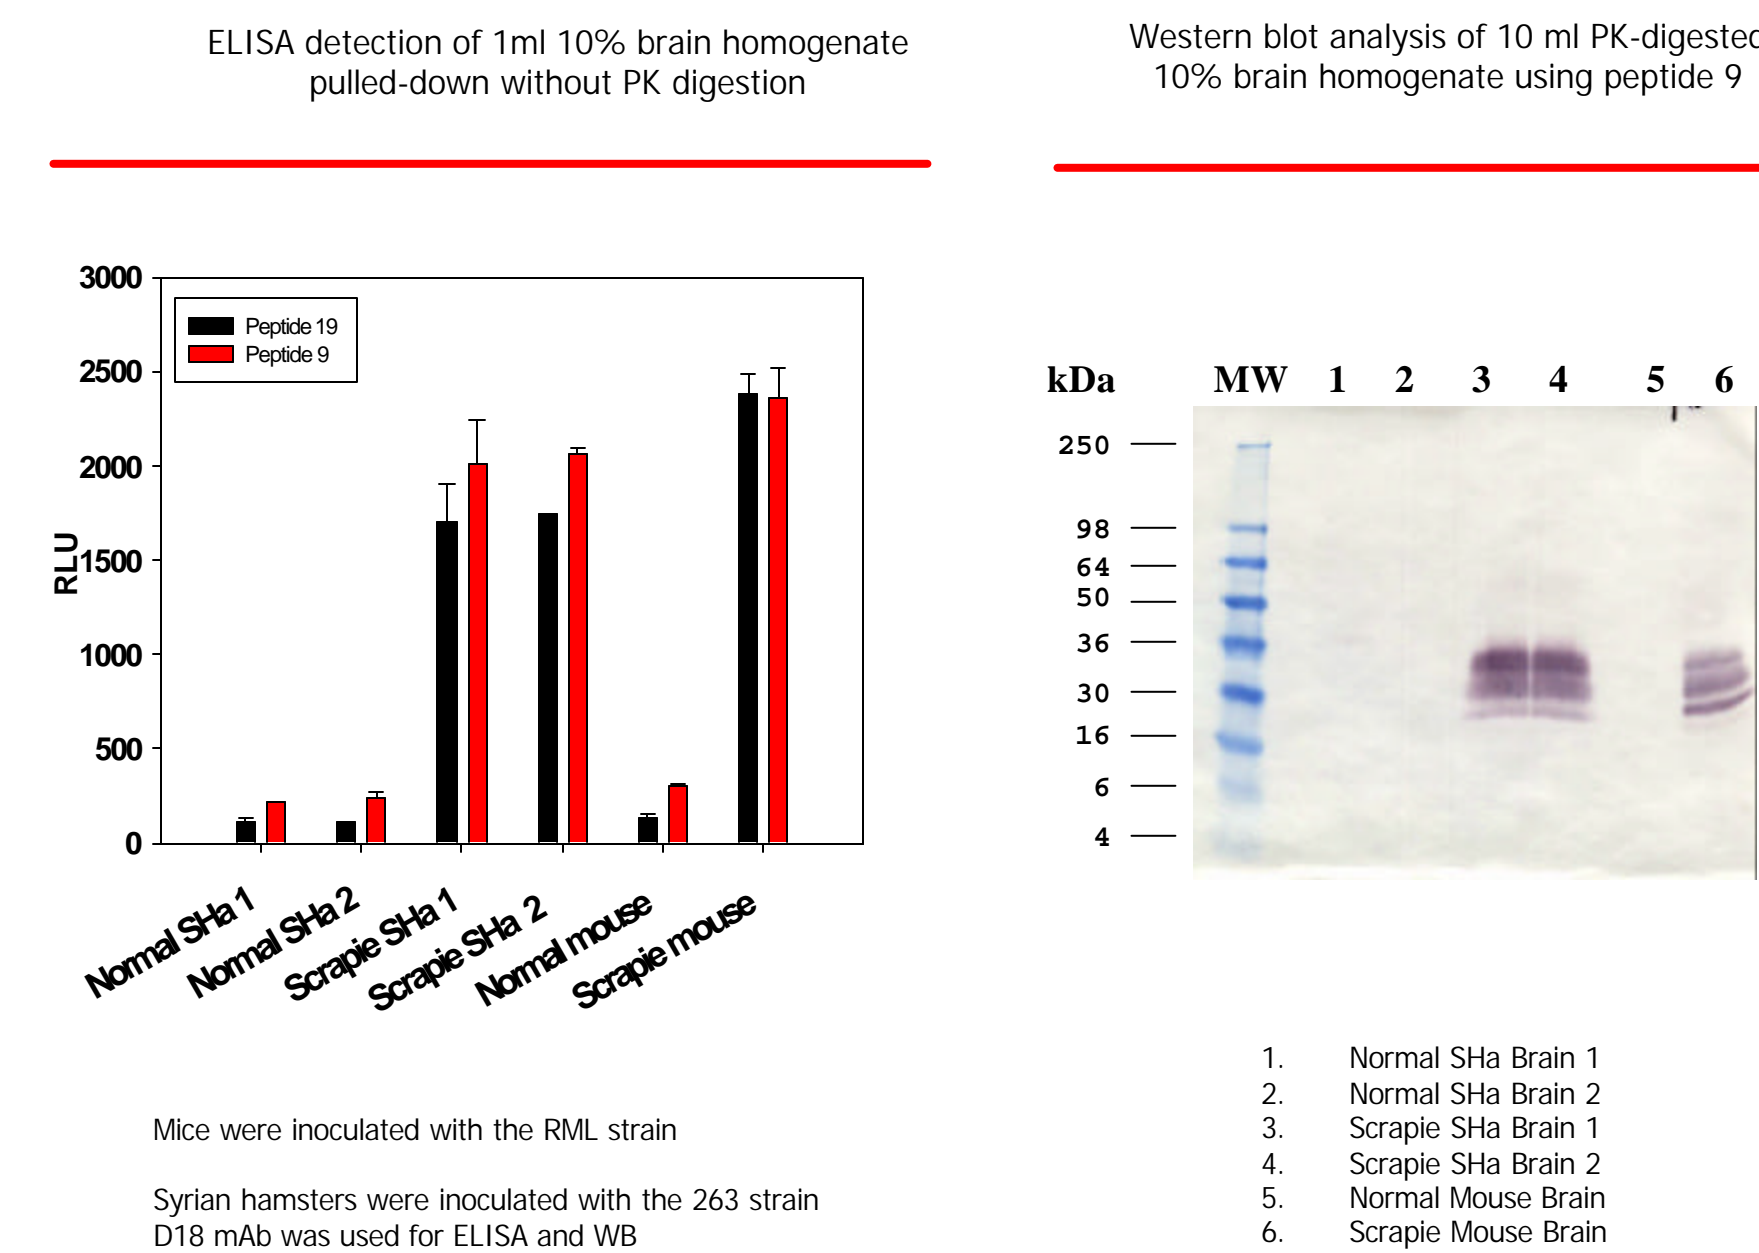 ELISA detection of 1ml 10% brain homogenate
pulled-down without PK digestion
3000
2500
2000
1500
1000
500
0
RLU
Peptide 19
Peptide 9
Normal SHa 1
Normal SHa 2
Scrapie SHa 1
Scrapie SHa 2
Normal mouse
Scrapie mouse
Mice were inoculated with the RML strain
Syrian hamsters were inoculated with the 263 strain
D18 mAb was used for ELISA and WB
Western blot analysis of 10 ml PK-digested
10% brain homogenate using peptide 9
kDa MW 1 2 3 4 5 6
250
98
64
50
36
30
16
6
4
1. Normal SHa Brain 1
2. Normal SHa Brain 2
3. Scrapie SHa Brain 1
4. Scrapie SHa Brain 2
5. Normal Mouse Brain
6. Scrapie Mouse Brain